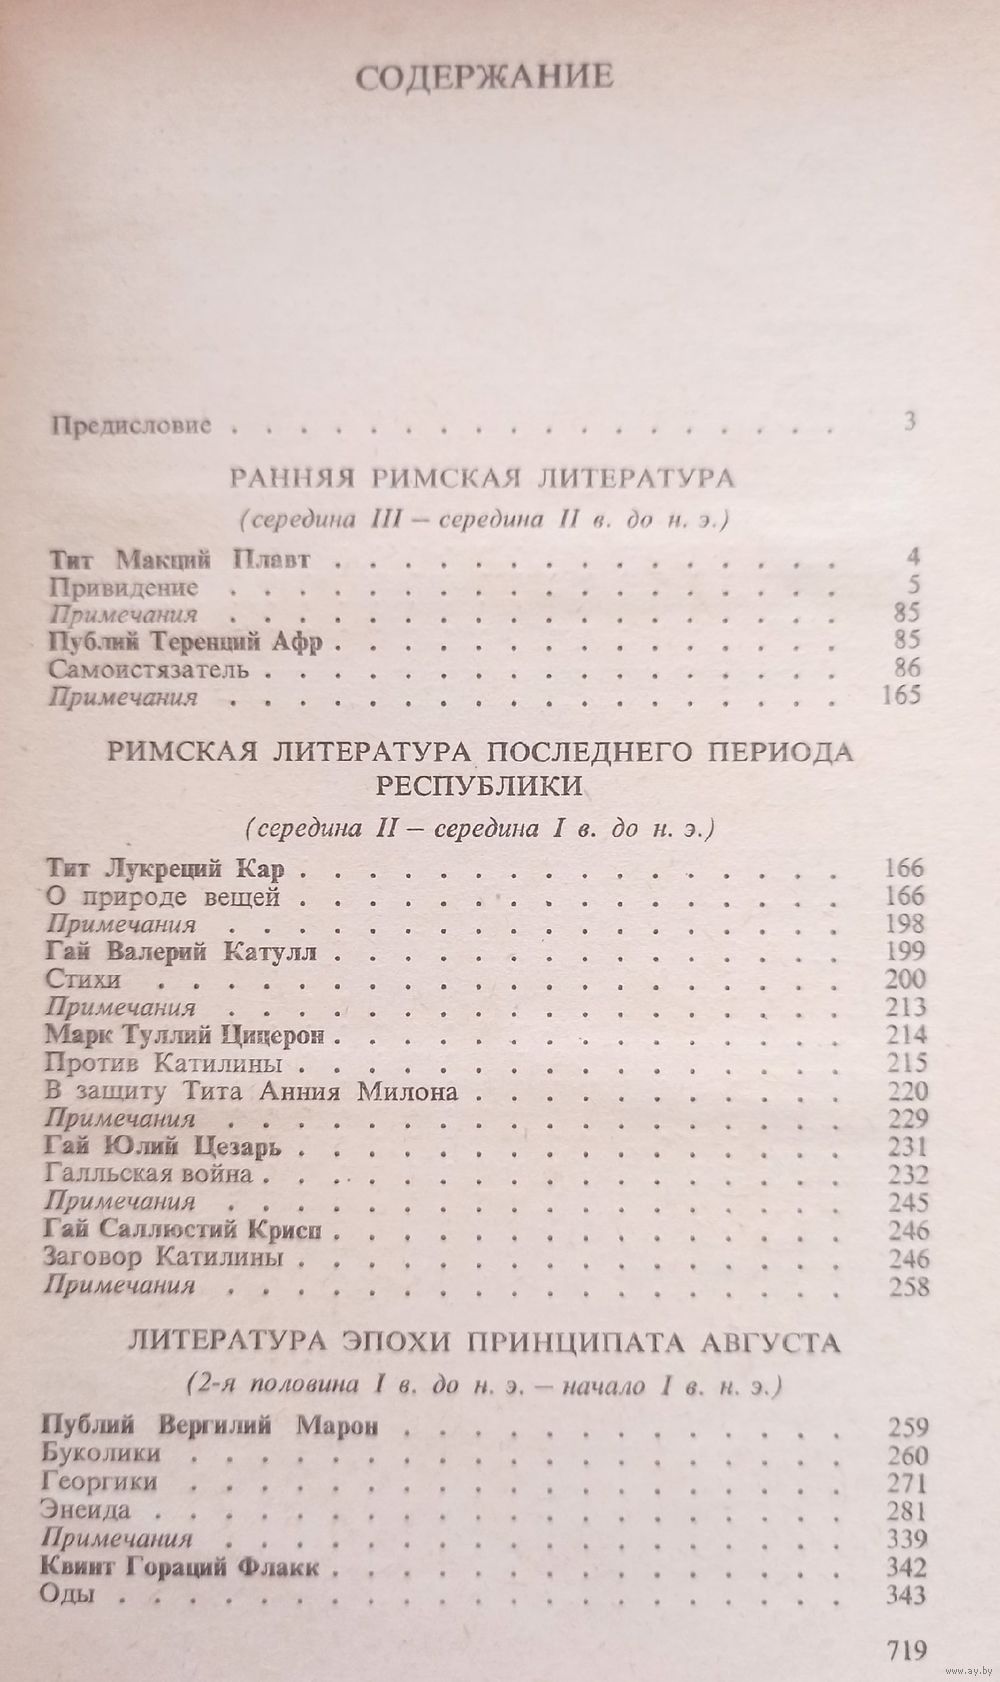 СОДЕРЖАНИЕ
Предисловие . . . . . . . . . . . . . . . . . . 3
РАННЯЯ РИМСКАЯ ЛИТЕРАТУРА
(середина III — середина II в. до н. э.)
Тит Макций Плавт . . . . . . . . . . . . . . . 4
Привидение . . . . . . . . . . . . . . . . . . 5
Примечания . . . . . . . . . . . . . . . . . . 85
Публий Теренций Афр . . . . . . . . . . . . . . . 85
Самоистязатель . . . . . . . . . . . . . . . . . 86
Примечания . . . . . . . . . . . . . . . . . . 165
РИМСКАЯ ЛИТЕРАТУРА ПОСЛЕДНЕГО ПЕРИОДА
РЕСПУБЛИКИ
(середина II — середина I в. до н. э.)
Тит Лукреций Кар . . . . . . . . . . . . . . . . 166
О природе вещей . . . . . . . . . . . . . . . . 166
Примечания . . . . . . . . . . . . . . . . . . 198
Гай Валерий Катулл . . . . . . . . . . . . . . . 199
Стихи . . . . . . . . . . . . . . . . . . . . 200
Примечания . . . . . . . . . . . . . . . . . . 213
Марк Туллий Цицерон . . . . . . . . . . . . . . . 214
Против Катилины . . . . . . . . . . . . . . . . 215
В защиту Тита Анния Милона . . . . . . . . . . . 220
Примечания . . . . . . . . . . . . . . . . . . 229
Гай Юлий Цезарь . . . . . . . . . . . . . . . . 231
Галльская война . . . . . . . . . . . . . . . . . 232
Примечания . . . . . . . . . . . . . . . . . . 245
Гай Саллюстий Крисп . . . . . . . . . . . . . . . 246
Заговор Катилины . . . . . . . . . . . . . . . . 246
Примечания . . . . . . . . . . . . . . . . . . 258
ЛИТЕРАТУРА ЭПОХИ ПРИНЦИПАТА АВГУСТА
(2-я половина I в. до н. э. — начало I в. н. э.)
Публий Вергилий Марон . . . . . . . . . . . . . 259
Буколики . . . . . . . . . . . . . . . . . . . 260
Георгики . . . . . . . . . . . . . . . . . . . 271
Энеида . . . . . . . . . . . . . . . . . . . . 281
Примечания . . . . . . . . . . . . . . . . . . 339
Квинт Гораций Флакк . . . . . . . . . . . . . . . 342
Оды . . . . . . . . . . . . . . . . . . . . . 343
719
www.ay.by